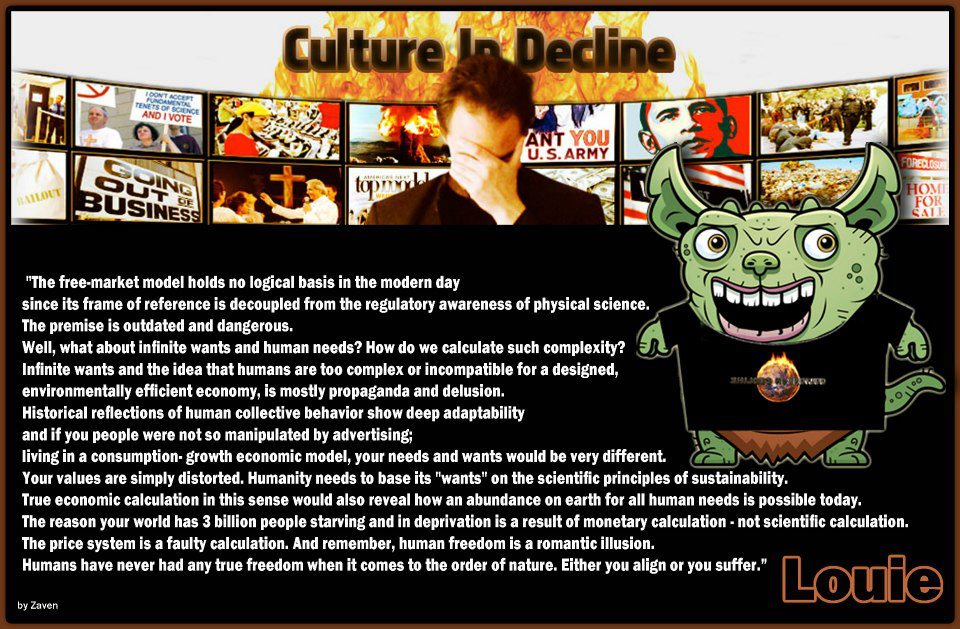 Culture In Decline
I DON'T ACCEPT
FUNDAMENTAL
TENETS OF SCIENCE
AND I VOTE
ANT YOU
U.S. ARMY
BAILOUT
GOING
OUT OF
BUSINESS
AMERICA'S NEXT
top model
FORECLOSU
HOME
FOR
SALE
"The free-market model holds no logical basis in the modern day
since its frame of reference is decoupled from the regulatory awareness of physical science.
The premise is outdated and dangerous.
Well, what about infinite wants and human needs? How do we calculate such complexity?
Infinite wants and the idea that humans are too complex or incompatible for a designed,
environmentally efficient economy, is mostly propaganda and delusion.
Historical reflections of human collective behavior show deep adaptability
and if you people were not so manipulated by advertising;
living in a consumption- growth economic model, your needs and wants would be very different.
Your values are simply distorted. Humanity needs to base its "wants" on the scientific principles of sustainability.
True economic calculation in this sense would also reveal how an abundance on earth for all human needs is possible today.
The reason your world has 3 billion people starving and in deprivation is a result of monetary calculation - not scientific calculation.
The price system is a faulty calculation. And remember, human freedom is a romantic illusion.
Humans have never had any true freedom when it comes to the order of nature. Either you align or you suffer."
Louie
by Zaven